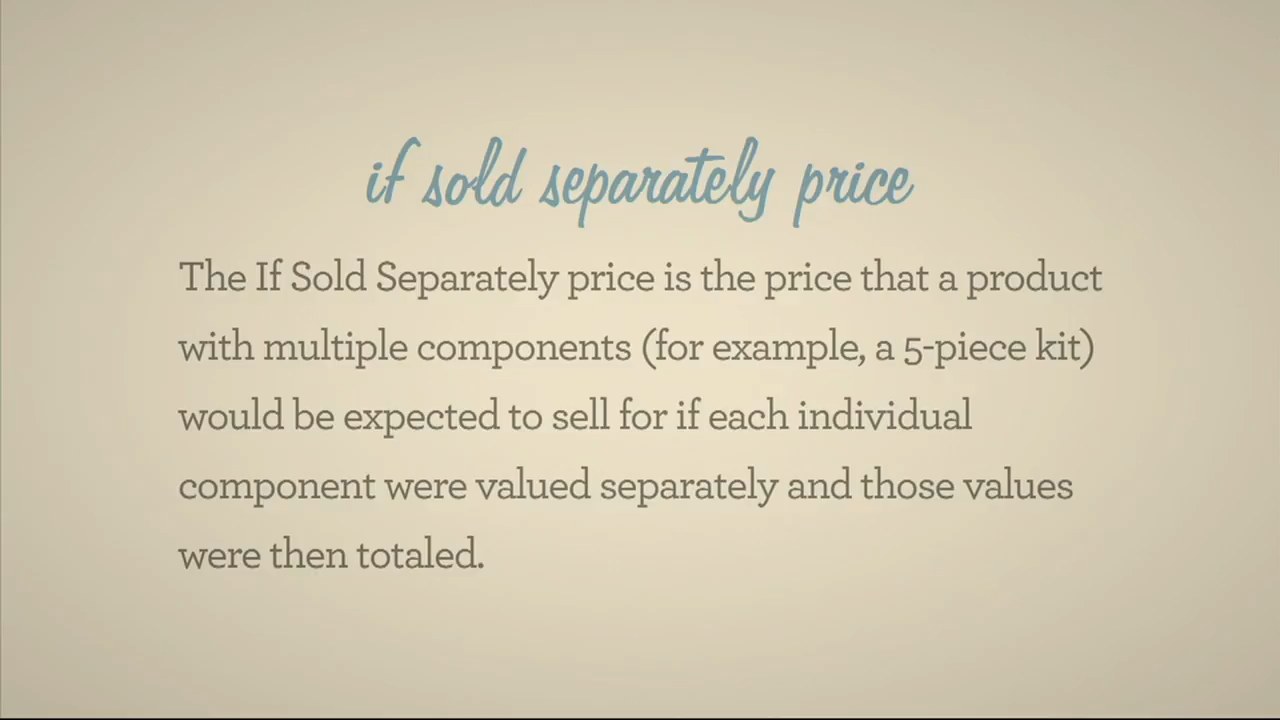 if sold separately price
The If Sold Separately price is the price that a product
with multiple components (for example, a 5-piece kit)
would be expected to sell for if each individual
component were valued separately and those values
were then totaled.